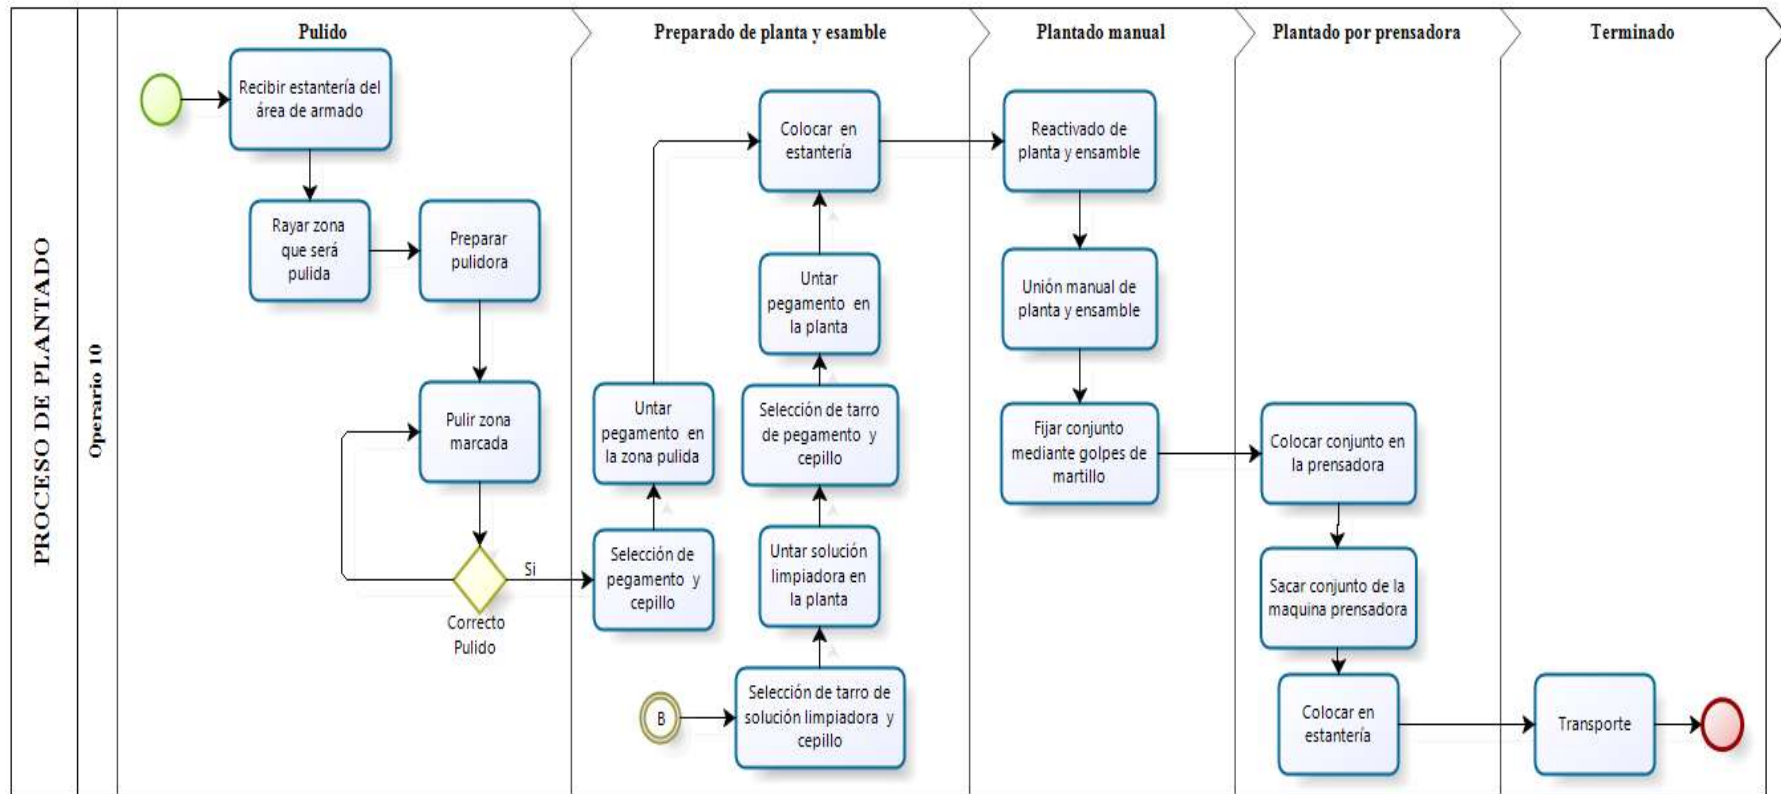 PROCESO DE PLANTADO
Operario 10
Pulido
Preparado de planta y esamble
Plantado manual
Plantado por prensadora
Terminado
Recibir estantería del
área de armado
Rayar zona
que será
pulida
Preparar
pulidora
Pulir zona
marcada
Correcto
Pulido
Si
Selección de
pegamento y
cepillo
Untar
pegamento en
la zona pulida
B
Selección de tarro de
solución limpiadora y
cepillo
Untar solución
limpiadora en
la planta
Selección de tarro
de pegamento y
cepillo
Untar
pegamento en
la planta
Colocar en
estantería
Reactivado de
planta y ensamble
Unión manual de
planta y ensamble
Fijar conjunto
mediante golpes de
martillo
Colocar conjunto en
la prensadora
Sacar conjunto de la
maquina prensadora
Colocar en
estantería
Transporte